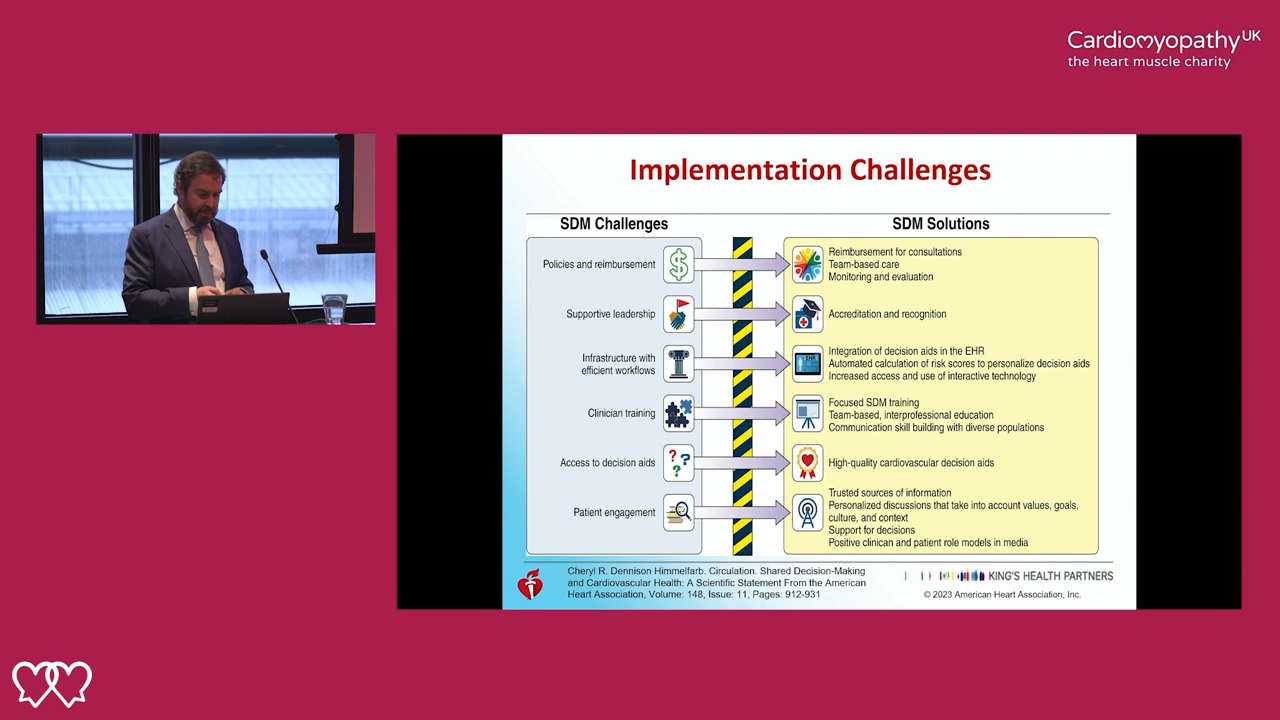 Cardiomyopathy UK
the heart muscle charity
Implementation Challenges
SDM Challenges
SDM Solutions
Policies and reimbursement
$
Reimbursement for consultations
Team-based care
Monitoring and evaluation
Supportive leadership
Accreditation and recognition
Infrastructure with
efficient workflows
EHR
Integration of decision aids in the EHR
Automated calculation of risk scores to personalize decision aids
Increased access and use of interactive technology
Clinician training
Focused SDM training
Team-based, interprofessional education
Communication skill building with diverse populations
Access to decision aids
? ? ?
High-quality cardiovascular decision aids
Patient engagement
Trusted sources of information
Personalized discussions that take into account values, goals,
culture, and context
Support for decisions
Positive clinican and patient role models in media
Cheryl R. Dennison Himmelfarb. Circulation. Shared Decision-Making
and Cardiovascular Health: A Scientific Statement From the American
Heart Association, Volume: 148, Issue: 11, Pages: 912-931
KING'S HEALTH PARTNERS
© 2023 American Heart Association, Inc.